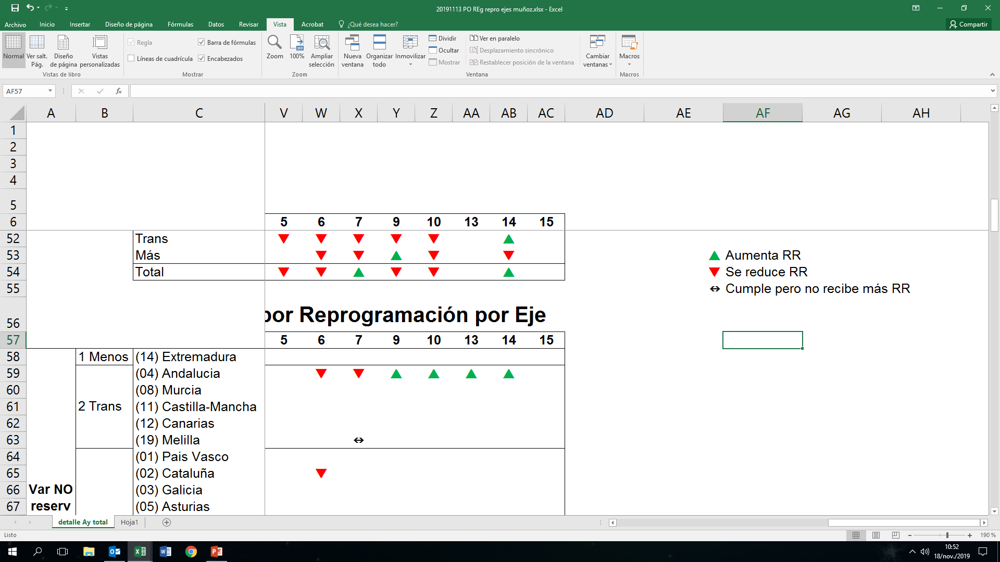 20191113 PO REg repro ejes muñoz.xlsx - Excel
Archivo Inicio Insertar Diseño de página Fórmulas Datos Revisar Vista Acrobat ¿Qué desea hacer? Compartir
Normal
Ver salt. Pág.
Diseño de página
Vistas personalizadas
Vistas de libro
Regla
Barra de fórmulas
Líneas de cuadrícula
Encabezados
Mostrar
Zoom
100%
Ampliar selección
Zoom
Nueva ventana
Organizar todo
Inmovilizar
Dividir
Ocultar
Mostrar
Ver en paralelo
Desplazamiento sincrónico
Restablecer posición de la ventana
Cambiar ventanas
Ventana
Macros
Macros
AF57 fx
A B C V W X Y Z AA AB AC AD AE AF AG AH
1
2
3
4
5
6 5 6 7 9 10 13 14 15
52 Trans ▼ ▼ ▼ ▼ ▼ ▲
53 Más ▼ ▼ ▲ ▼ ▼ ▲ Aumenta RR
54 Total ▼ ▼ ▲ ▼ ▼ ▲ ▼ Se reduce RR
55 ↔ Cumple pero no recibe más RR
56 por Reprogramación por Eje
57 5 6 7 9 10 13 14 15
58 1 Menos (14) Extremadura
59 (04) Andalucia ▼ ▼ ▲ ▲ ▲ ▲
60 (08) Murcia
61 2 Trans (11) Castilla-Mancha
62 (12) Canarias
63 (19) Melilla ↔
64 (01) Pais Vasco
65 (02) Cataluña ▼
66 Var NO (03) Galicia
67 reserv (05) Asturias
detalle Ay total Hoja1
Listo 190 %
10:52
18/nov./2019